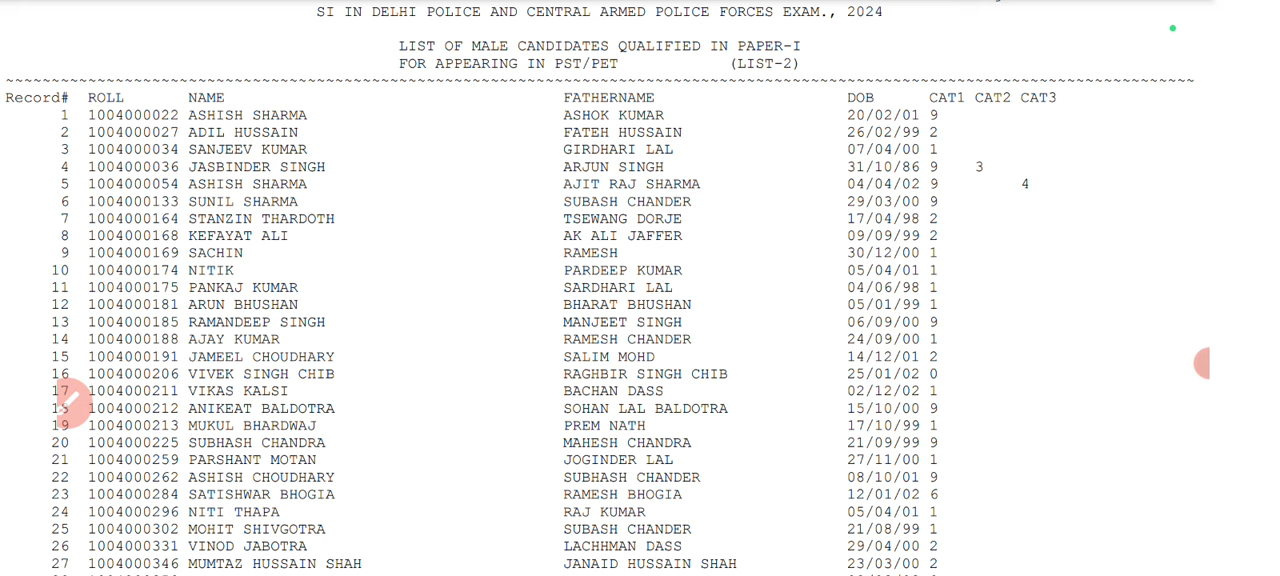 SI IN DELHI POLICE AND CENTRAL ARMED POLICE FORCES EXAM., 2024
LIST OF MALE CANDIDATES QUALIFIED IN PAPER-I
FOR APPEARING IN PST/PET (LIST-2)
Record# ROLL NAME FATHERNAME DOB CAT1 CAT2 CAT3
1 1004000022 ASHISH SHARMA ASHOK KUMAR 20/02/01 9
2 1004000027 ADIL HUSSAIN FATEH HUSSAIN 26/02/99 2
3 1004000034 SANJEEV KUMAR GIRDHARI LAL 07/04/00 1
4 1004000036 JASBINDER SINGH ARJUN SINGH 31/10/86 9 3
5 1004000054 ASHISH SHARMA AJIT RAJ SHARMA 04/04/02 9 4
6 1004000133 SUNIL SHARMA SUBASH CHANDER 29/03/00 9
7 1004000164 STANZIN THARDOTH TSEWANG DORJE 17/04/98 2
8 1004000168 KEFAYAT ALI AK ALI JAFFER 09/09/99 2
9 1004000169 SACHIN RAMESH 30/12/00 1
10 1004000174 NITIK PARDEEP KUMAR 05/04/01 1
11 1004000175 PANKAJ KUMAR SARDHARI LAL 04/06/98 1
12 1004000181 ARUN BHUSHAN BHARAT BHUSHAN 05/01/99 1
13 1004000185 RAMANDEEP SINGH MANJEET SINGH 06/09/00 9
14 1004000188 AJAY KUMAR RAMESH CHANDER 24/09/00 1
15 1004000191 JAMEEL CHOUDHARY SALIM MOHD 14/12/01 2
16 1004000206 VIVEK SINGH CHIB RAGHBIR SINGH CHIB 25/01/02 0
17 1004000211 VIKAS KALSI BACHAN DASS 02/12/02 1
18 1004000212 ANIKEAT BALDOTRA SOHAN LAL BALDOTRA 15/10/00 9
19 1004000213 MUKUL BHARDWAJ PREM NATH 17/10/99 1
20 1004000225 SUBHASH CHANDRA MAHESH CHANDRA 21/09/99 9
21 1004000259 PARSHANT MOTAN JOGINDER LAL 27/11/00 1
22 1004000262 ASHISH CHOUDHARY SUBHASH CHANDER 08/10/01 9
23 1004000284 SATISHWAR BHOGIA RAMESH BHOGIA 12/01/02 6
24 1004000296 NITI THAPA RAJ KUMAR 05/04/01 1
25 1004000302 MOHIT SHIVGOTRA SUBASH CHANDER 21/08/99 1
26 1004000331 VINOD JABOTRA LACHHMAN DASS 29/04/00 2
27 1004000346 MUMTAZ HUSSAIN SHAH JANAID HUSSAIN SHAH 23/03/00 2